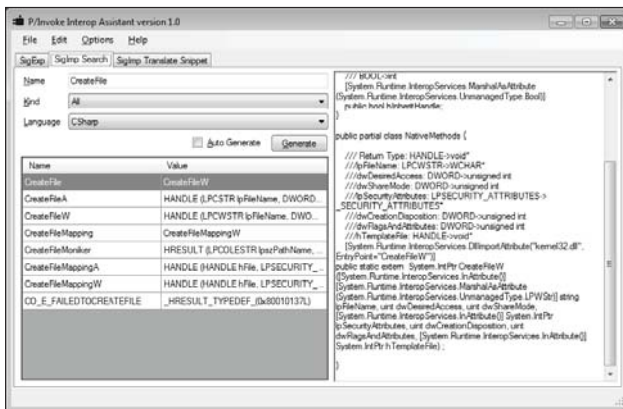 P/Invoke Interop Assistant version 1.0
File Edit Options Help
SigExp SigImp Search SigImp Translate Snippet
Name CreateFile
Kind All
Language CSharp
Auto Generate Generate
Name Value
CreateFile CreateFileW
CreateFileA HANDLE (LPCSTR lpFileName, DWORD...
CreateFileW HANDLE (LPCWSTR lpFileName, DWO...
CreateFileMapping CreateFileMappingW
CreateFileMoniker HRESULT (LPCOLESTR lpszPathName, ...
CreateFileMappingA HANDLE (HANDLE hFile, LPSECURITY_...
CreateFileMappingW HANDLE (HANDLE hFile, LPSECURITY_...
CO_E_FAILEDTOCREATEFILE _HRESULT_TYPEDEF_(0x80010137L)
/// BOOL->int
[System.Runtime.InteropServices.MarshalAsAttribute
(System.Runtime.InteropServices.UnmanagedType.Bool)]
public bool bInheritHandle;
}
public partial class NativeMethods {
/// Return Type: HANDLE->void*
///lpFileName: LPCWSTR->WCHAR*
///dwDesiredAccess: DWORD->unsigned int
///dwShareMode: DWORD->unsigned int
///lpSecurityAttributes: LPSECURITY_ATTRIBUTES->
_SECURITY_ATTRIBUTES*
///dwCreationDisposition: DWORD->unsigned int
///dwFlagsAndAttributes: DWORD->unsigned int
///hTemplateFile: HANDLE->void*
[System.Runtime.InteropServices.DllImportAttribute("kernel32.dll",
EntryPoint="CreateFileW")]
public static extern System.IntPtr CreateFileW
([System.Runtime.InteropServices.InAttribute()]
[System.Runtime.InteropServices.MarshalAsAttribute
(System.Runtime.InteropServices.UnmanagedType.LPWStr)] string
lpFileName, uint dwDesiredAccess, uint dwShareMode,
[System.Runtime.InteropServices.InAttribute()] System.IntPtr
lpSecurityAttributes, uint dwCreationDisposition, uint
dwFlagsAndAttributes, [System.Runtime.InteropServices.InAttribute()]
System.IntPtr hTemplateFile) ;
}